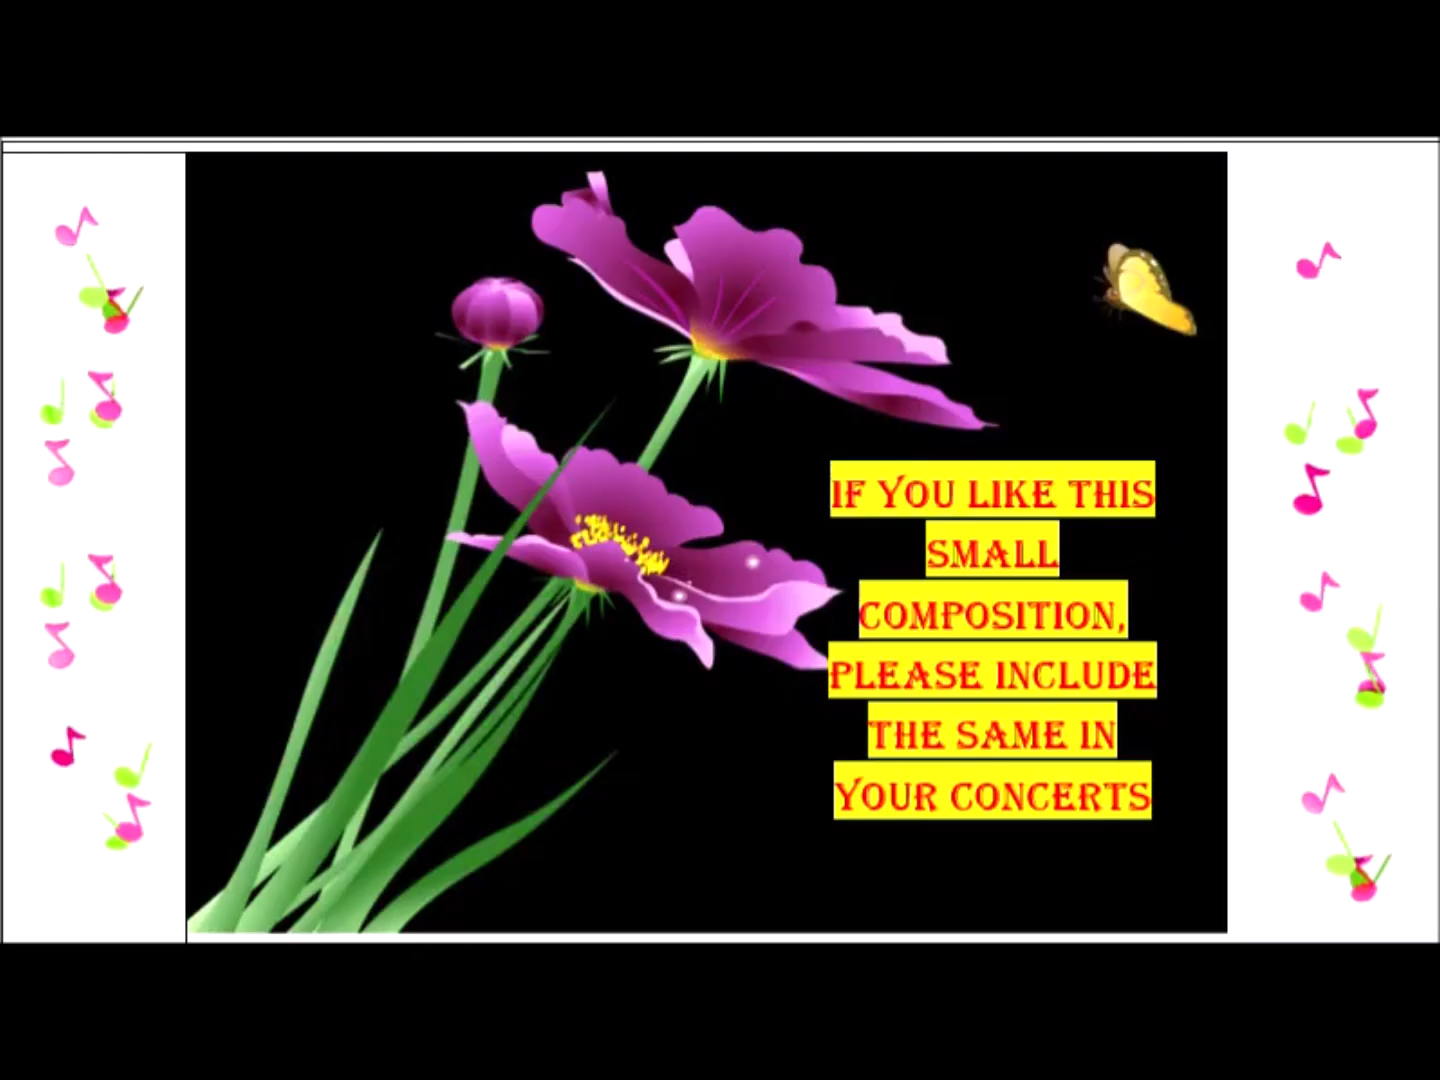 IF YOU LIKE THIS
SMALL
COMPOSITION,
PLEASE INCLUDE
THE SAME IN
YOUR CONCERTS